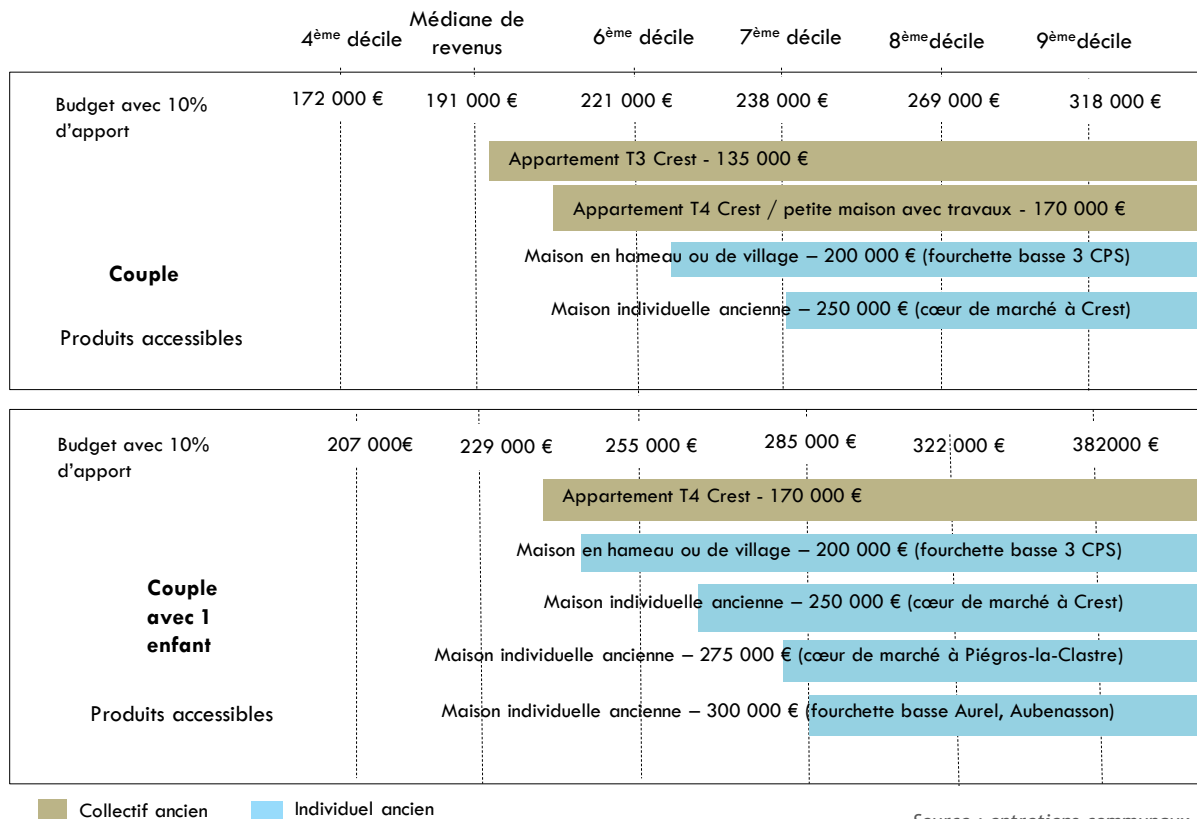 4ème décile
Médiane de
revenus
6ème décile
7ème décile
8ème décile
9ème décile
Budget avec 10%
d'apport
172 000 €
191 000 €
221 000 €
238 000 €
269 000 €
318 000 €
Appartement T3 Crest - 135 000 €
Appartement T4 Crest / petite maison avec travaux - 170 000 €
Maison en hameau ou de village – 200 000 € (fourchette basse 3 CPS)
Couple
Maison individuelle ancienne – 250 000 € (cœur de marché à Crest)
Produits accessibles
Budget avec 10%
d'apport
207 000€
229 000 €
255 000 €
285 000 €
322 000 €
382000 €
Appartement T4 Crest - 170 000 €
Maison en hameau ou de village – 200 000 € (fourchette basse 3 CPS)
Couple
avec 1
enfant
Maison individuelle ancienne – 250 000 € (cœur de marché à Crest)
Maison individuelle ancienne – 275 000 € (cœur de marché à Piégros-la-Clastre)
Produits accessibles
Maison individuelle ancienne – 300 000 € (fourchette basse Aurel, Aubenasson)
Collectif ancien
Individuel ancien
Source : entretiens communaux